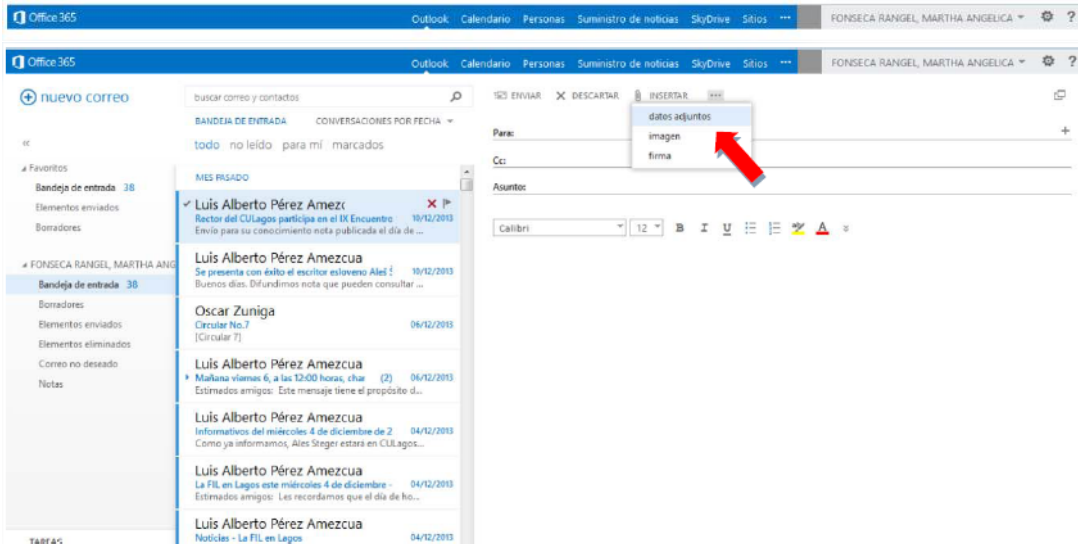 Office 365 Outlook Calendario Personas Suministro de noticias SkyDrive Sitios ••• FONSECA RANGEL, MARTHA ANGELICA ?
Office 365 Outlook Calendario Personas Suministro de noticias SkyDrive Sitios ••• FONSECA RANGEL, MARTHA ANGELICA ?
nuevo correo
«
Favoritos
Bandeja de entrada 38
Elementos enviados
Borradores
FONSECA RANGEL, MARTHA ANG
Bandeja de entrada 38
Borradores
Elementos enviados
Elementos eliminados
Correo no deseado
Notas
TAREAS
buscar correo y contactos
BANDEJA DE ENTRADA CONVERSACIONES POR FECHA
todo no leído para mí marcados
MES PASADO
Luis Alberto Pérez Amezc
Rector del CULagos participa en el IX Encuentro 10/12/2013
Envío para su conocimiento nota publicada el día de ...
Luis Alberto Pérez Amezcua
Se presenta con éxito el escritor esloveno Aleš Š 10/12/2013
Buenos días. Difundimos nota que pueden consultar ...
Oscar Zuniga
Circular No.7 06/12/2013
[Circular 7]
Luis Alberto Pérez Amezcua
Mañana viernes 6, a las 12:00 horas, char (2) 06/12/2013
Estimados amigos: Este mensaje tiene el propósito d...
Luis Alberto Pérez Amezcua
Informativos del miércoles 4 de diciembre de 2 04/12/2013
Como ya informamos, Ales Steger estará en CULagos...
Luis Alberto Pérez Amezcua
La FIL en Lagos este miércoles 4 de diciembre - 04/12/2013
Estimados amigos: Les recordamos que el día de ho...
Luis Alberto Pérez Amezcua
Noticias - La FIL en Lagos 04/12/2013
ENVIAR DESCARTAR INSERTAR •••
datos adjuntos
imagen
firma
Para:
Cc:
Asunto:
Calibri 12 B I U A